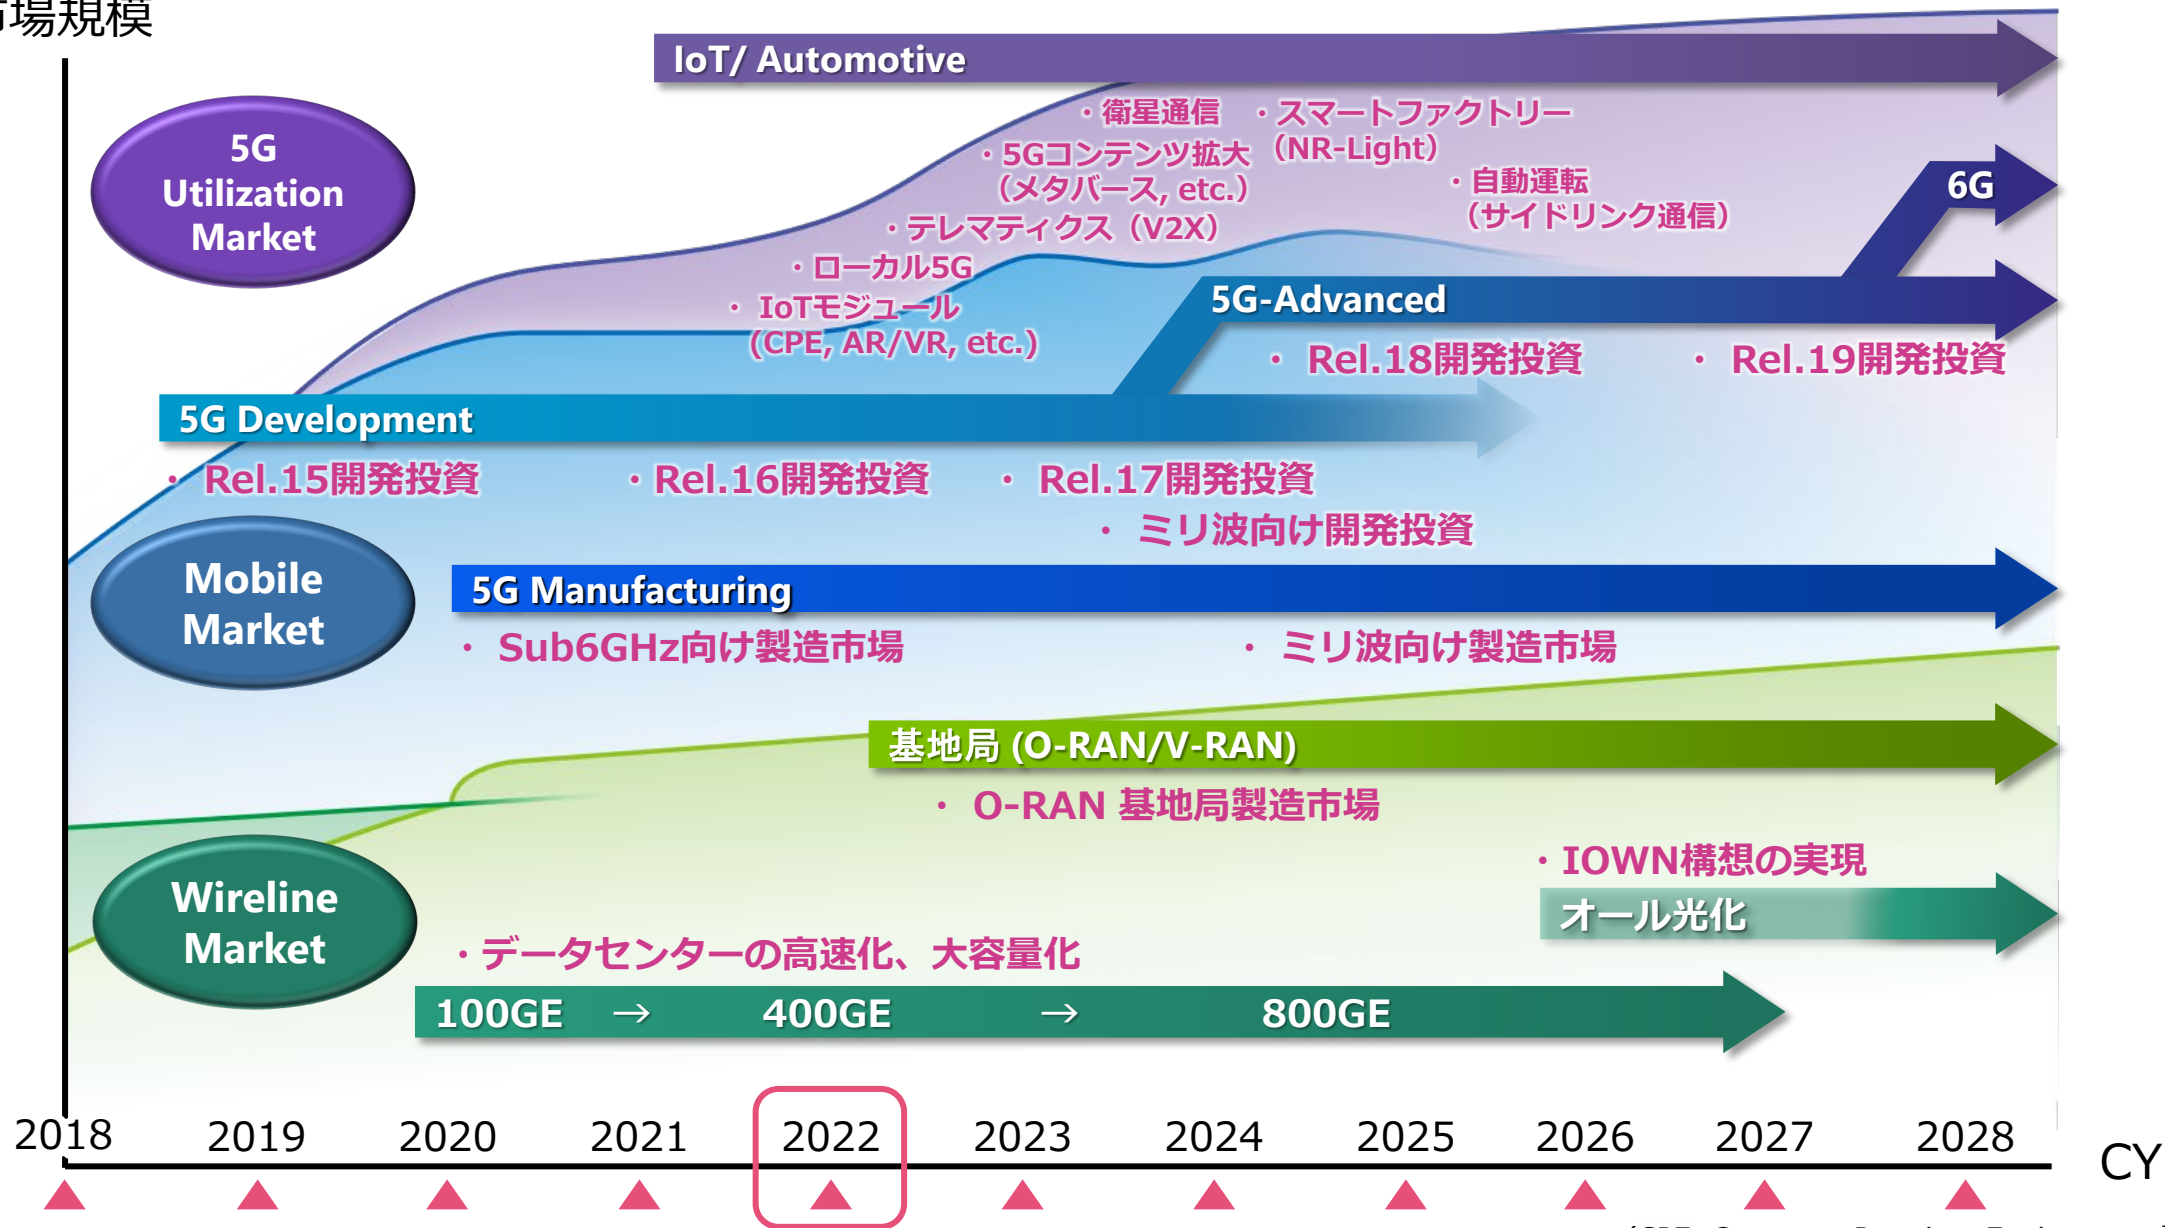 市場規模
IoT/ Automotive
5G
Utilization
Market
・衛星通信
・スマートファクトリー
(NR-Light)
・5Gコンテンツ拡大
(メタバース, etc.)
・自動運転
(サイドリンク通信)
6G
・テレマティクス (V2X)
・ローカル5G
・ IoTモジュール
(CPE, AR/VR, etc.)
5G-Advanced
・ Rel.18開発投資
・ Rel.19開発投資
5G Development
・ Rel.15開発投資
・Rel.16開発投資
・ Rel.17開発投資
・ ミリ波向け開発投資
Mobile
Market
5G Manufacturing
・ Sub6GHz向け製造市場
・ ミリ波向け製造市場
基地局 (O-RAN/V-RAN)
・ O-RAN 基地局製造市場
・IOWN構想の実現
オール光化
Wireline
Market
・データセンターの高速化、大容量化
100GE → 400GE → 800GE
2018 2019 2020 2021 2022 2023 2024 2025 2026 2027 2028
CY